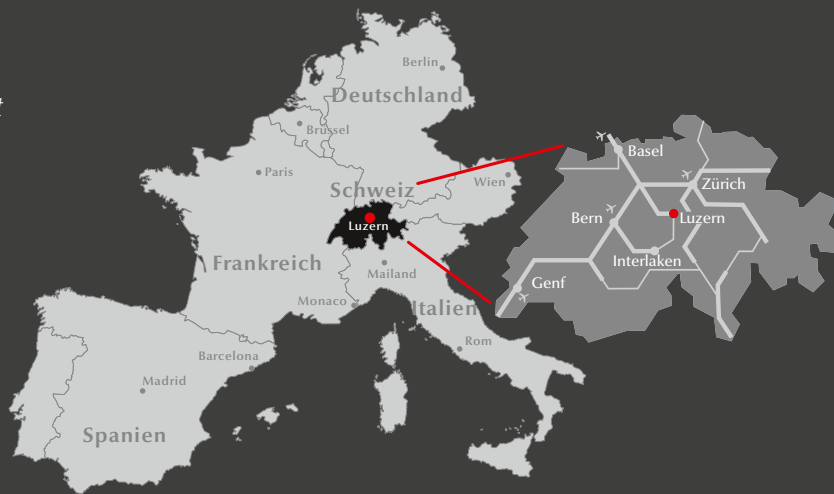 Berlin
Deutschland
Brüssel
Paris
Schweiz
Wien
Luzern
Frankreich
Mailand
Monaco
Italien
Rom
Barcelona
Madrid
Spanien
Basel
Zürich
Bern
Luzern
Interlaken
Genf